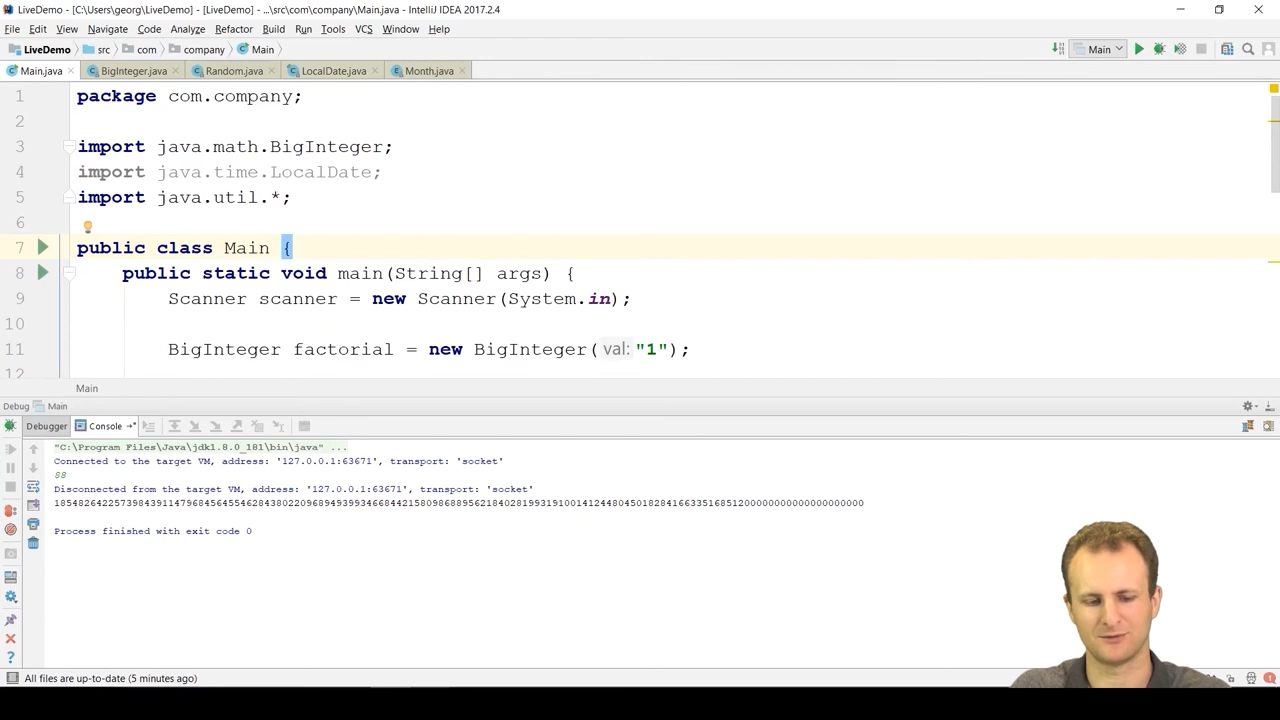 LiveDemo - [C:\Users\georg\LiveDemo] - [LiveDemo] - ...\src\com\company\Main.java - IntelliJ IDEA 2017.2.4
File Edit View Navigate Code Analyze Refactor Build Run Tools VCS Window Help
LiveDemo src com company Main Main
Main.java BigInteger.java Random.java LocalDate.java Month.java
1 package com.company;
2
3 import java.math.BigInteger;
4 import java.time.LocalDate;
5 import java.util.*;
6
7 public class Main {
8 public static void main(String[] args) {
9 Scanner scanner = new Scanner(System.in);
10
11 BigInteger factorial = new BigInteger( val: "1");
12
Main
Debug Main
Debugger Console
"C:\Program Files\Java\jdk1.8.0_181\bin\java" ...
Connected to the target VM, address: '127.0.0.1:63671', transport: 'socket'
88
Disconnected from the target VM, address: '127.0.0.1:63671', transport: 'socket'
Process finished with exit code 0
All files are up-to-date (5 minutes ago)